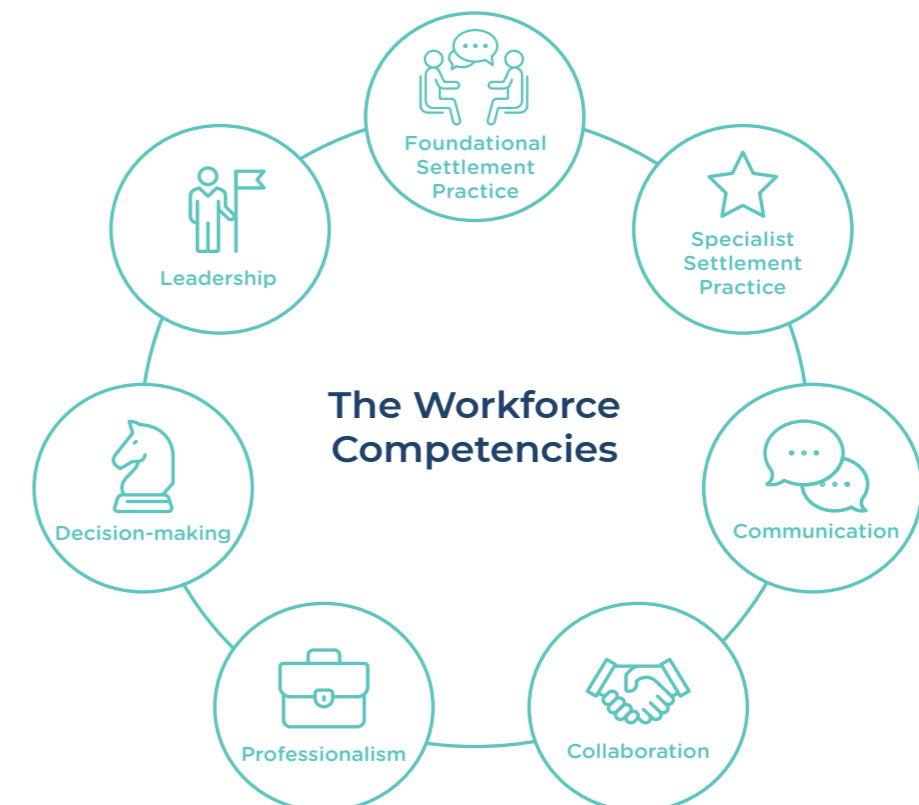 Foundational
Settlement
Practice
Leadership
Specialist
Settlement
Practice
The Workforce
Competencies
Decision-making
Communication
Professionalism
Collaboration